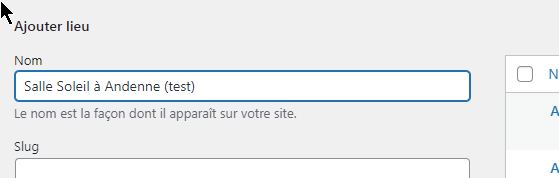 Ajouter lieu
Nom
Salle Soleil à Andenne (test)
Le nom est la façon dont il apparaît sur votre site.
Slug
N
A
A